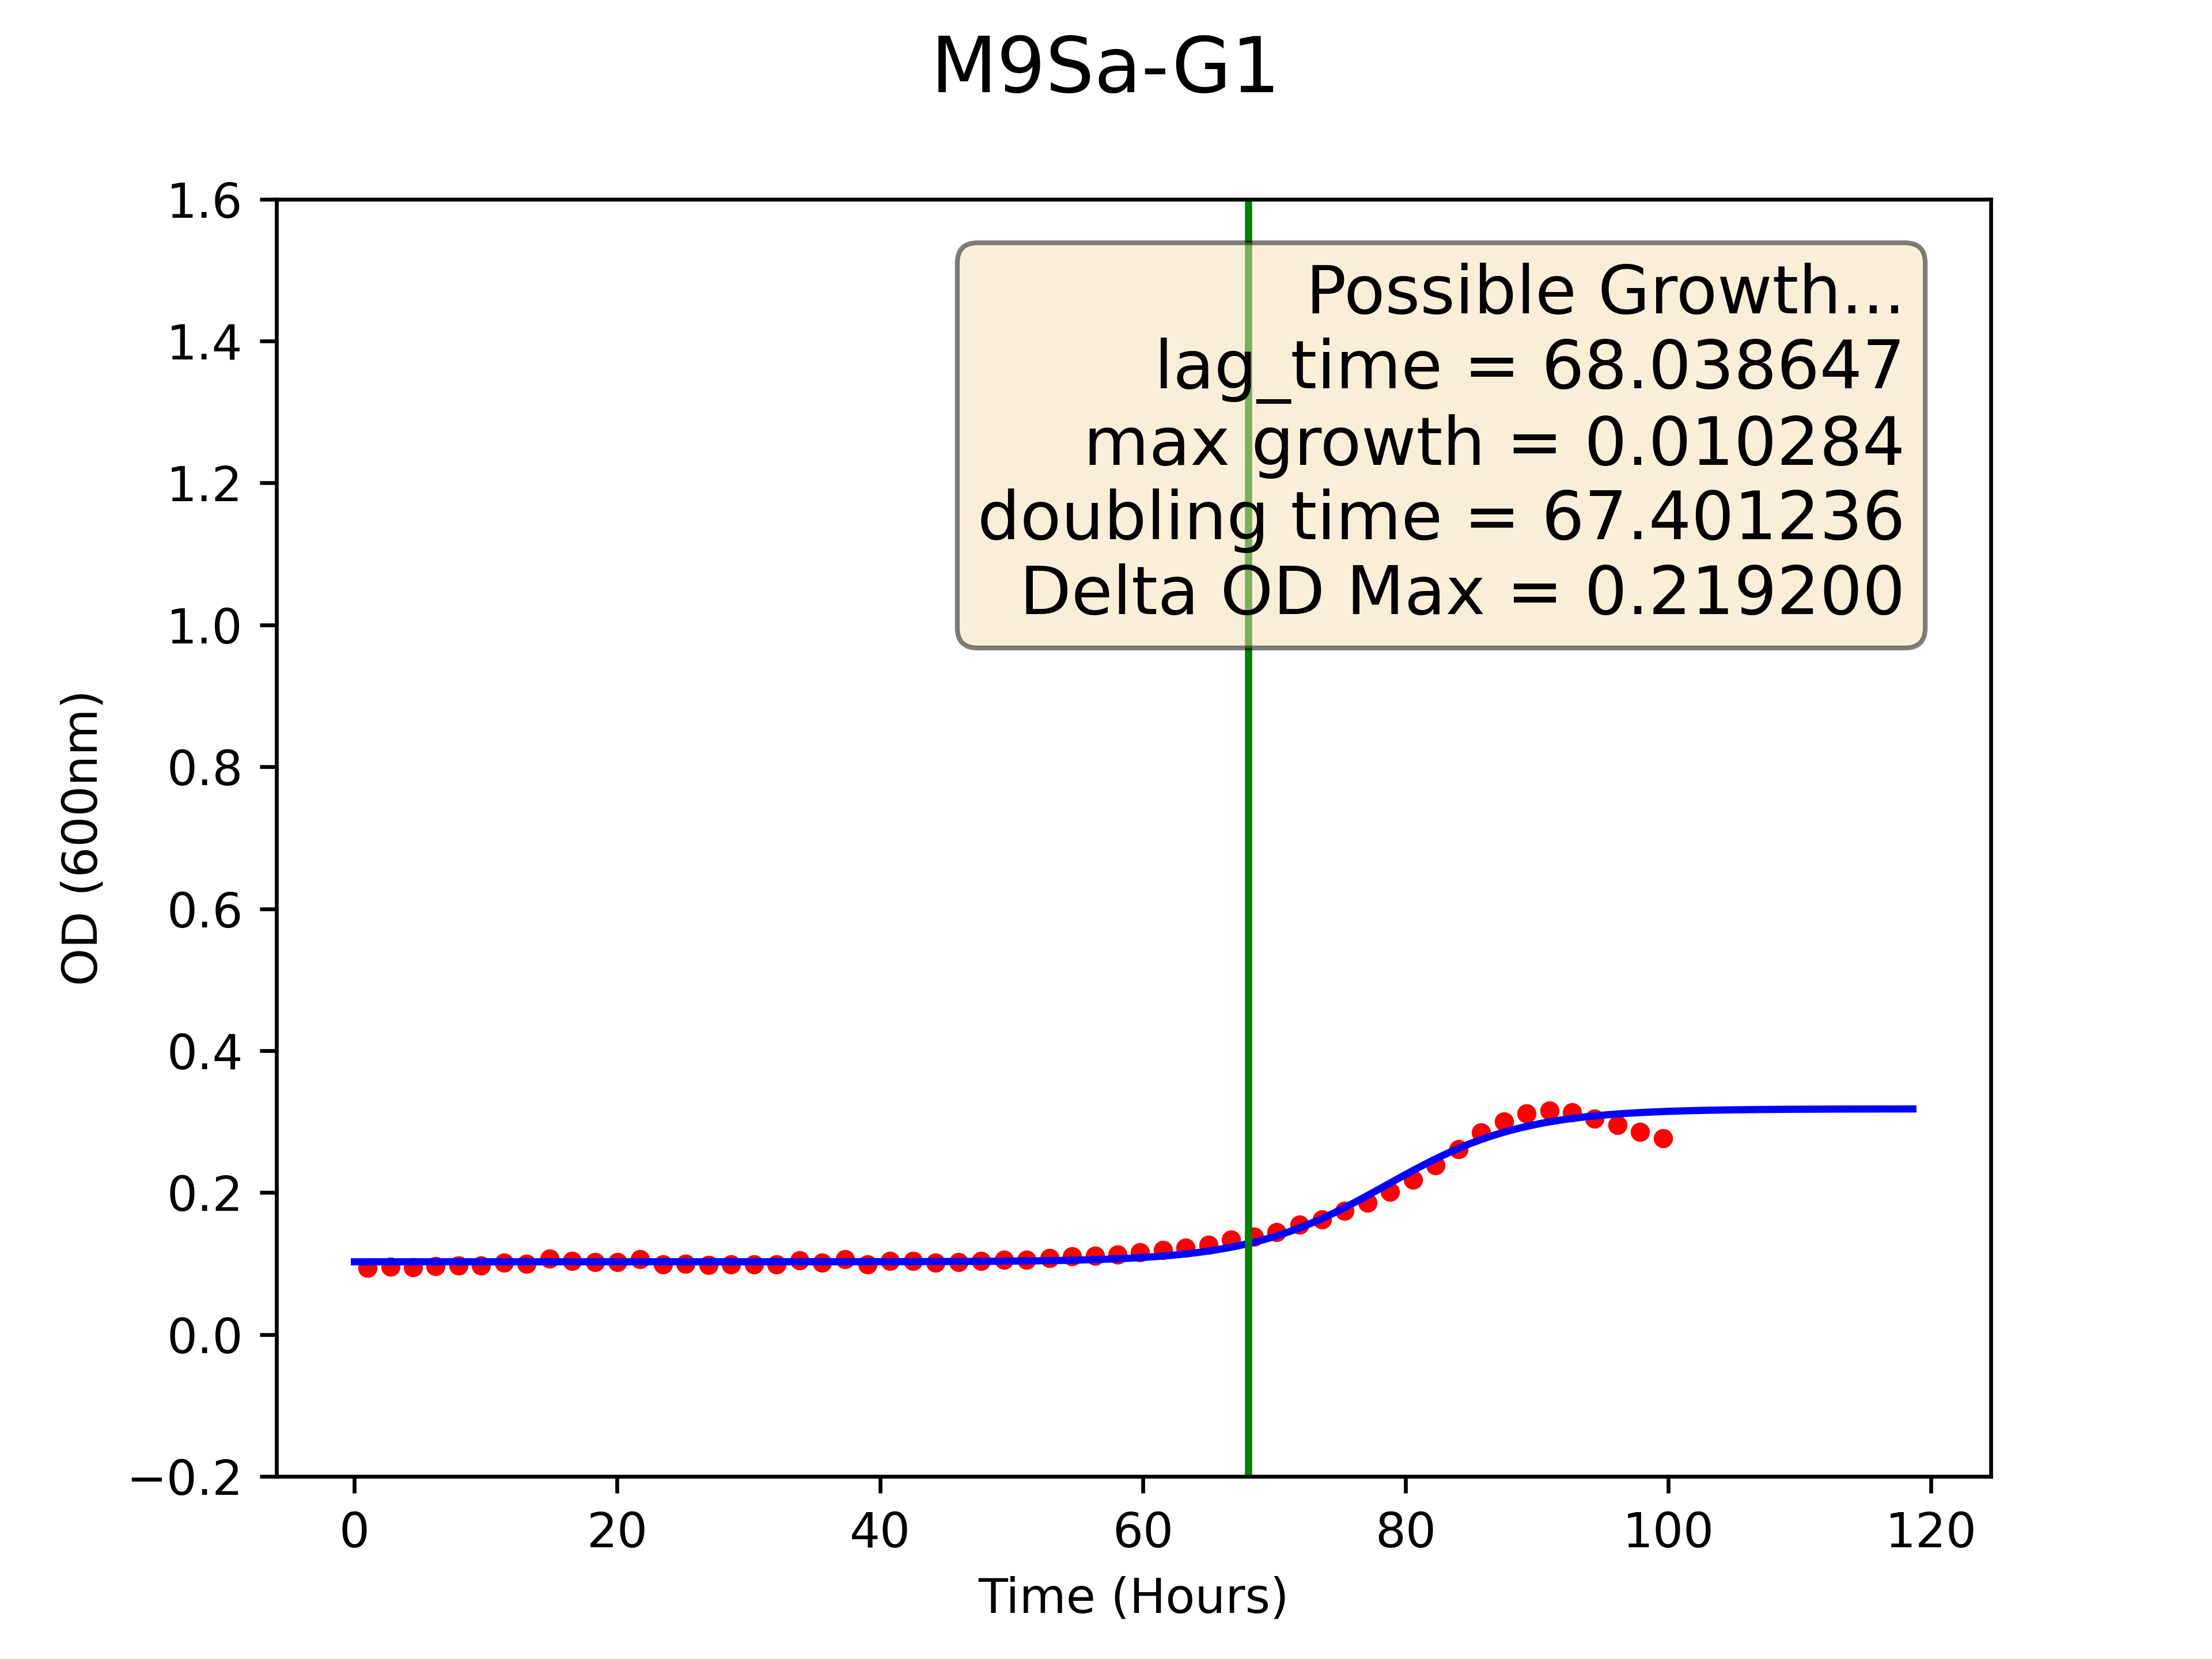 M9Sa-G1
1.6
1.4
1.2
1.0
0.8
0.6
0.4
0.2
0.0
−0.2
OD (600nm)
Possible Growth...
lag_time = 68.038647
max growth = 0.010284
doubling time = 67.401236
Delta OD Max = 0.219200
0 20 40 60 80 100 120
Time (Hours)